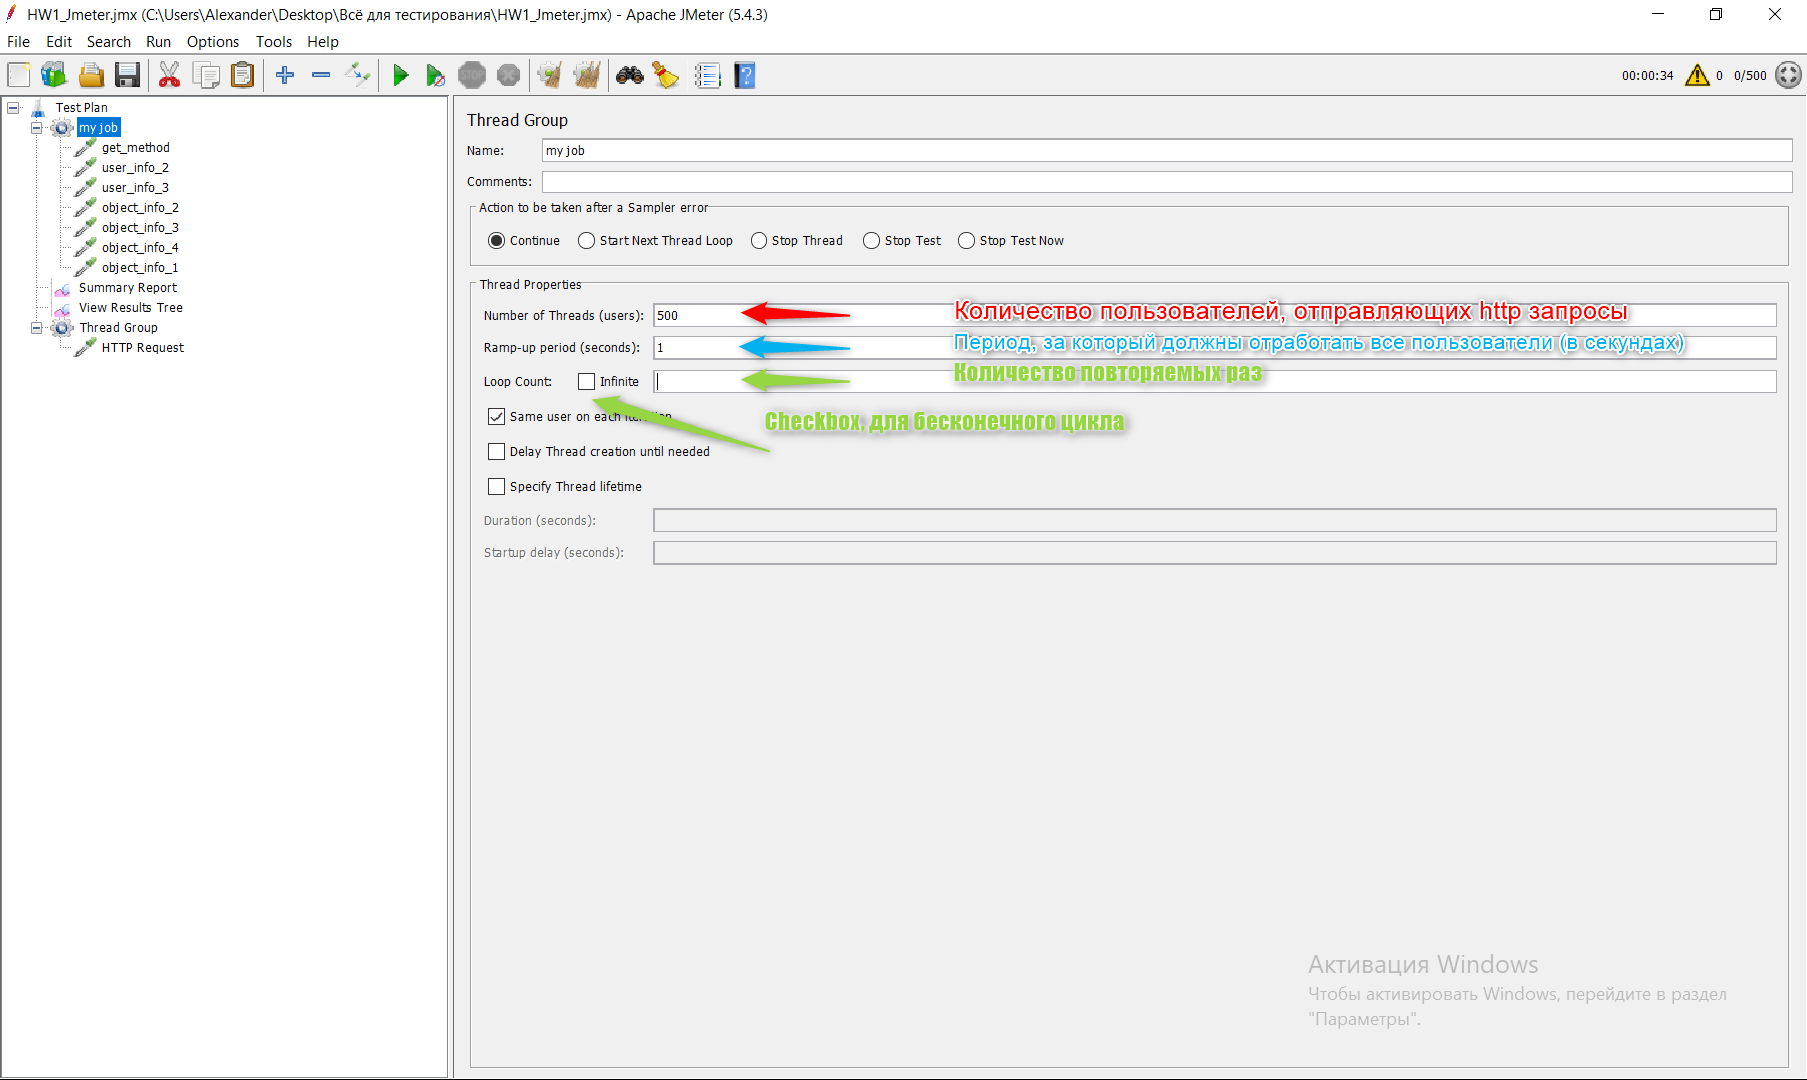 HW1_Jmeter.jmx (C:\Users\Alexander\Desktop\Всё для тестирования\HW1_Jmeter.jmx) - Apache JMeter (5.4.3)
File Edit Search Run Options Tools Help
STOP
00:00:34 0 0/500
Test Plan
my job
get_method
user_info_2
user_info_3
object_info_2
object_info_3
object_info_4
object_info_1
Summary Report
View Results Tree
Thread Group
HTTP Request
Thread Group
Name: my job
Comments:
Action to be taken after a Sampler error
Continue Start Next Thread Loop Stop Thread Stop Test Stop Test Now
Thread Properties
Number of Threads (users): 500 Количество пользователей, отправляющих http запросы
Ramp-up period (seconds): 1 Период, за который должны отработать все пользователи (в секундах)
Loop Count: Infinite Количество повторяемых раз
Same user on each iteration
Checkbox, для бесконечного цикла
Delay Thread creation until needed
Specify Thread lifetime
Duration (seconds):
Startup delay (seconds):
Активация Windows
Чтобы активировать Windows, перейдите в раздел
"Параметры".